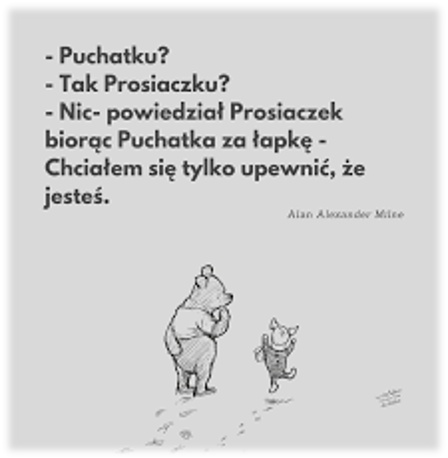 - Puchatku?
- Tak Prosiaczku?
- Nic- powiedział Prosiaczek
biorąc Puchatka za łapkę -
Chciałem się tylko upewnić, że
jesteś.
Alan Alexander Milne